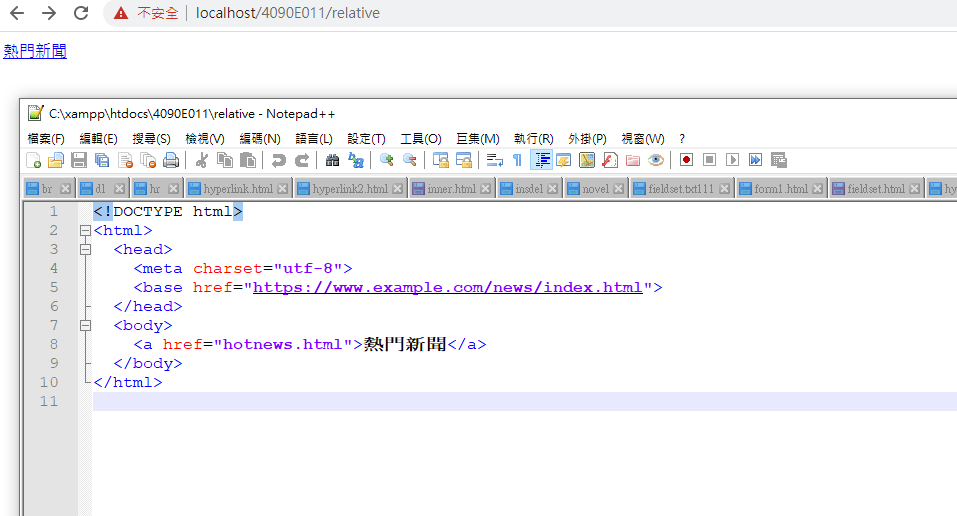 不安全 localhost/4090E011/relative
熱門新聞
C:\xampp\htdocs\4090E011\relative - Notepad++
檔案(F) 編輯(E) 搜尋(S) 檢視(V) 編碼(N) 語言(L) 設定(T) 工具(O) 巨集(M) 執行(R) 外掛(P) 視窗(W) ?
br dl hr hyperlink.html hyperlink2.html inner.html insdel novel fieldset.txt111 form1.html fieldset.html hy
1 <!DOCTYPE html>
2 <html>
3 <head>
4 <meta charset="utf-8">
5 <base href="https://www.example.com/news/index.html">
6 </head>
7 <body>
8 <a href="hotnews.html">熱門新聞</a>
9 </body>
10 </html>
11